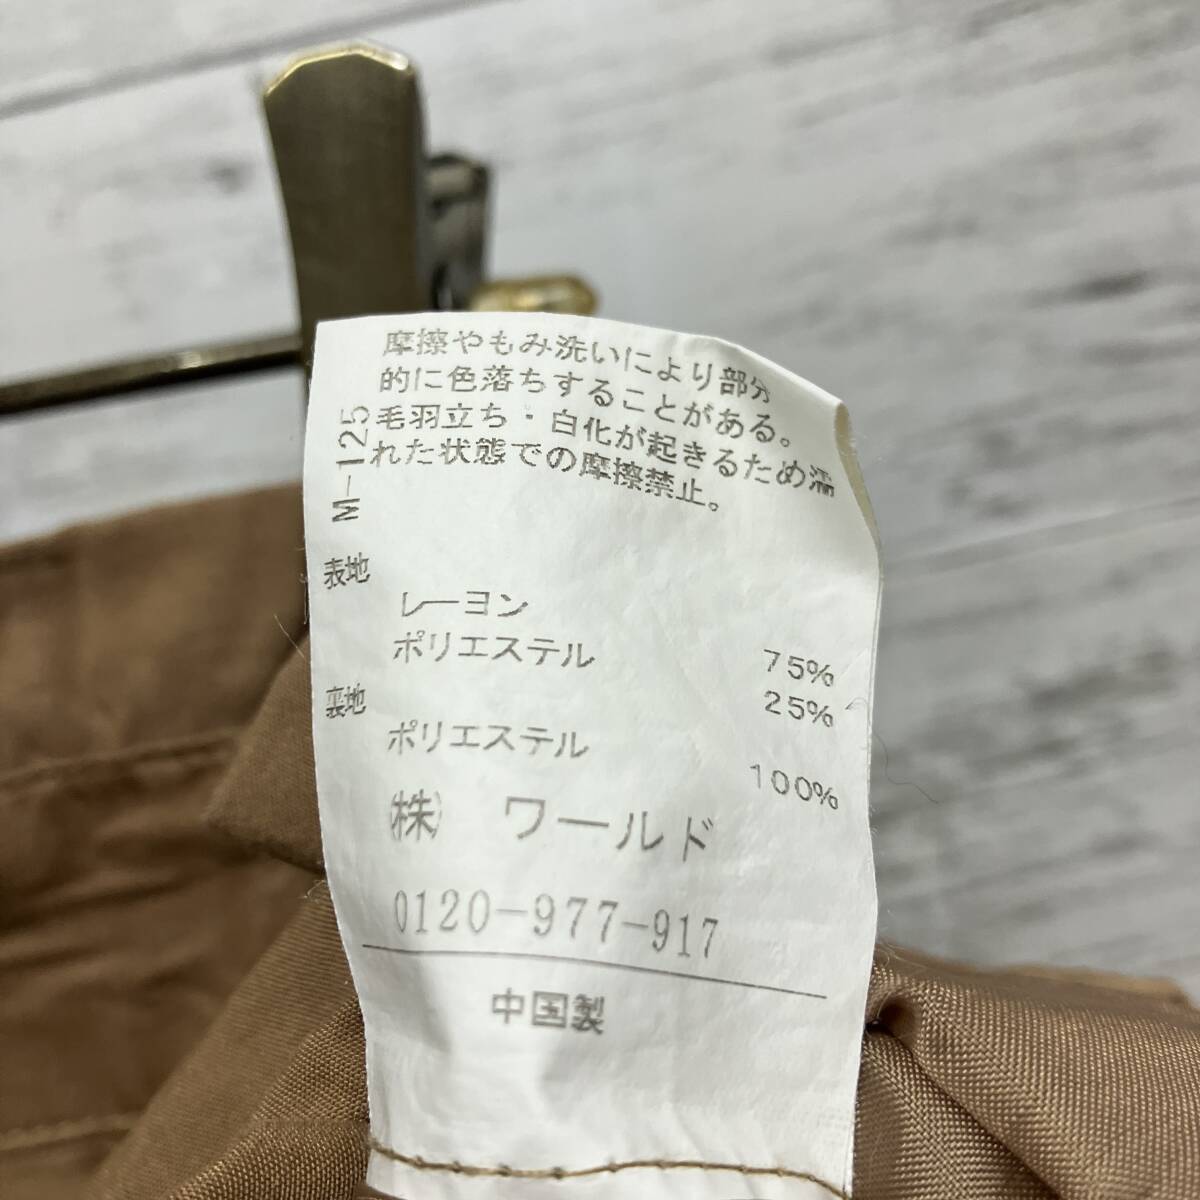 摩擦やもみ洗いにより部分
的に色落ちすることがある。
毛羽立ち・白化が起きるため濡
れた状態での摩擦禁止。
M-125
表地
レーヨン 75%
ポリエステル 25%
裏地
ポリエステル 100%
㈱ ワールド
0120-977-917
中国製